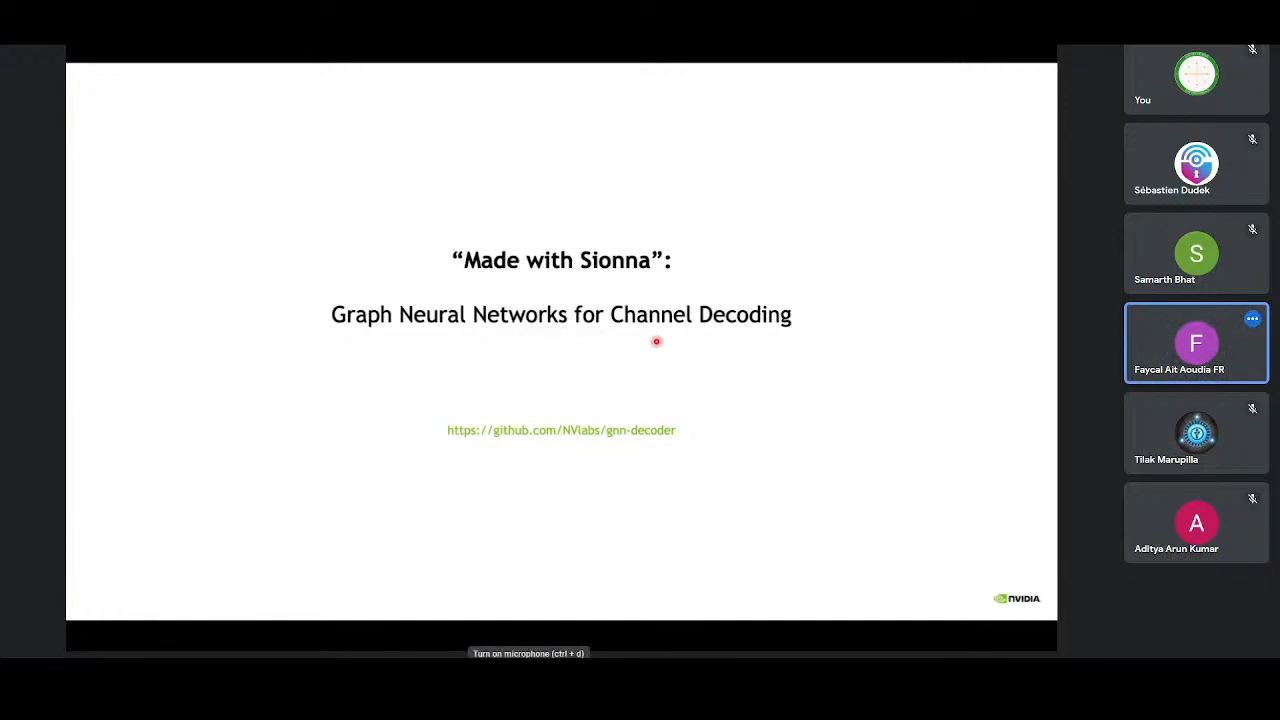 “Made with Sionna”:
Graph Neural Networks for Channel Decoding
https://github.com/NVlabs/gnn-decoder
NVIDIA
You
Sébastien Dudek
S
Samarth Bhat
F
Faycal Ait Aoudia FR
Tilak Marupilla
A
Aditya Arun Kumar
Turn on microphone (ctrl + d)